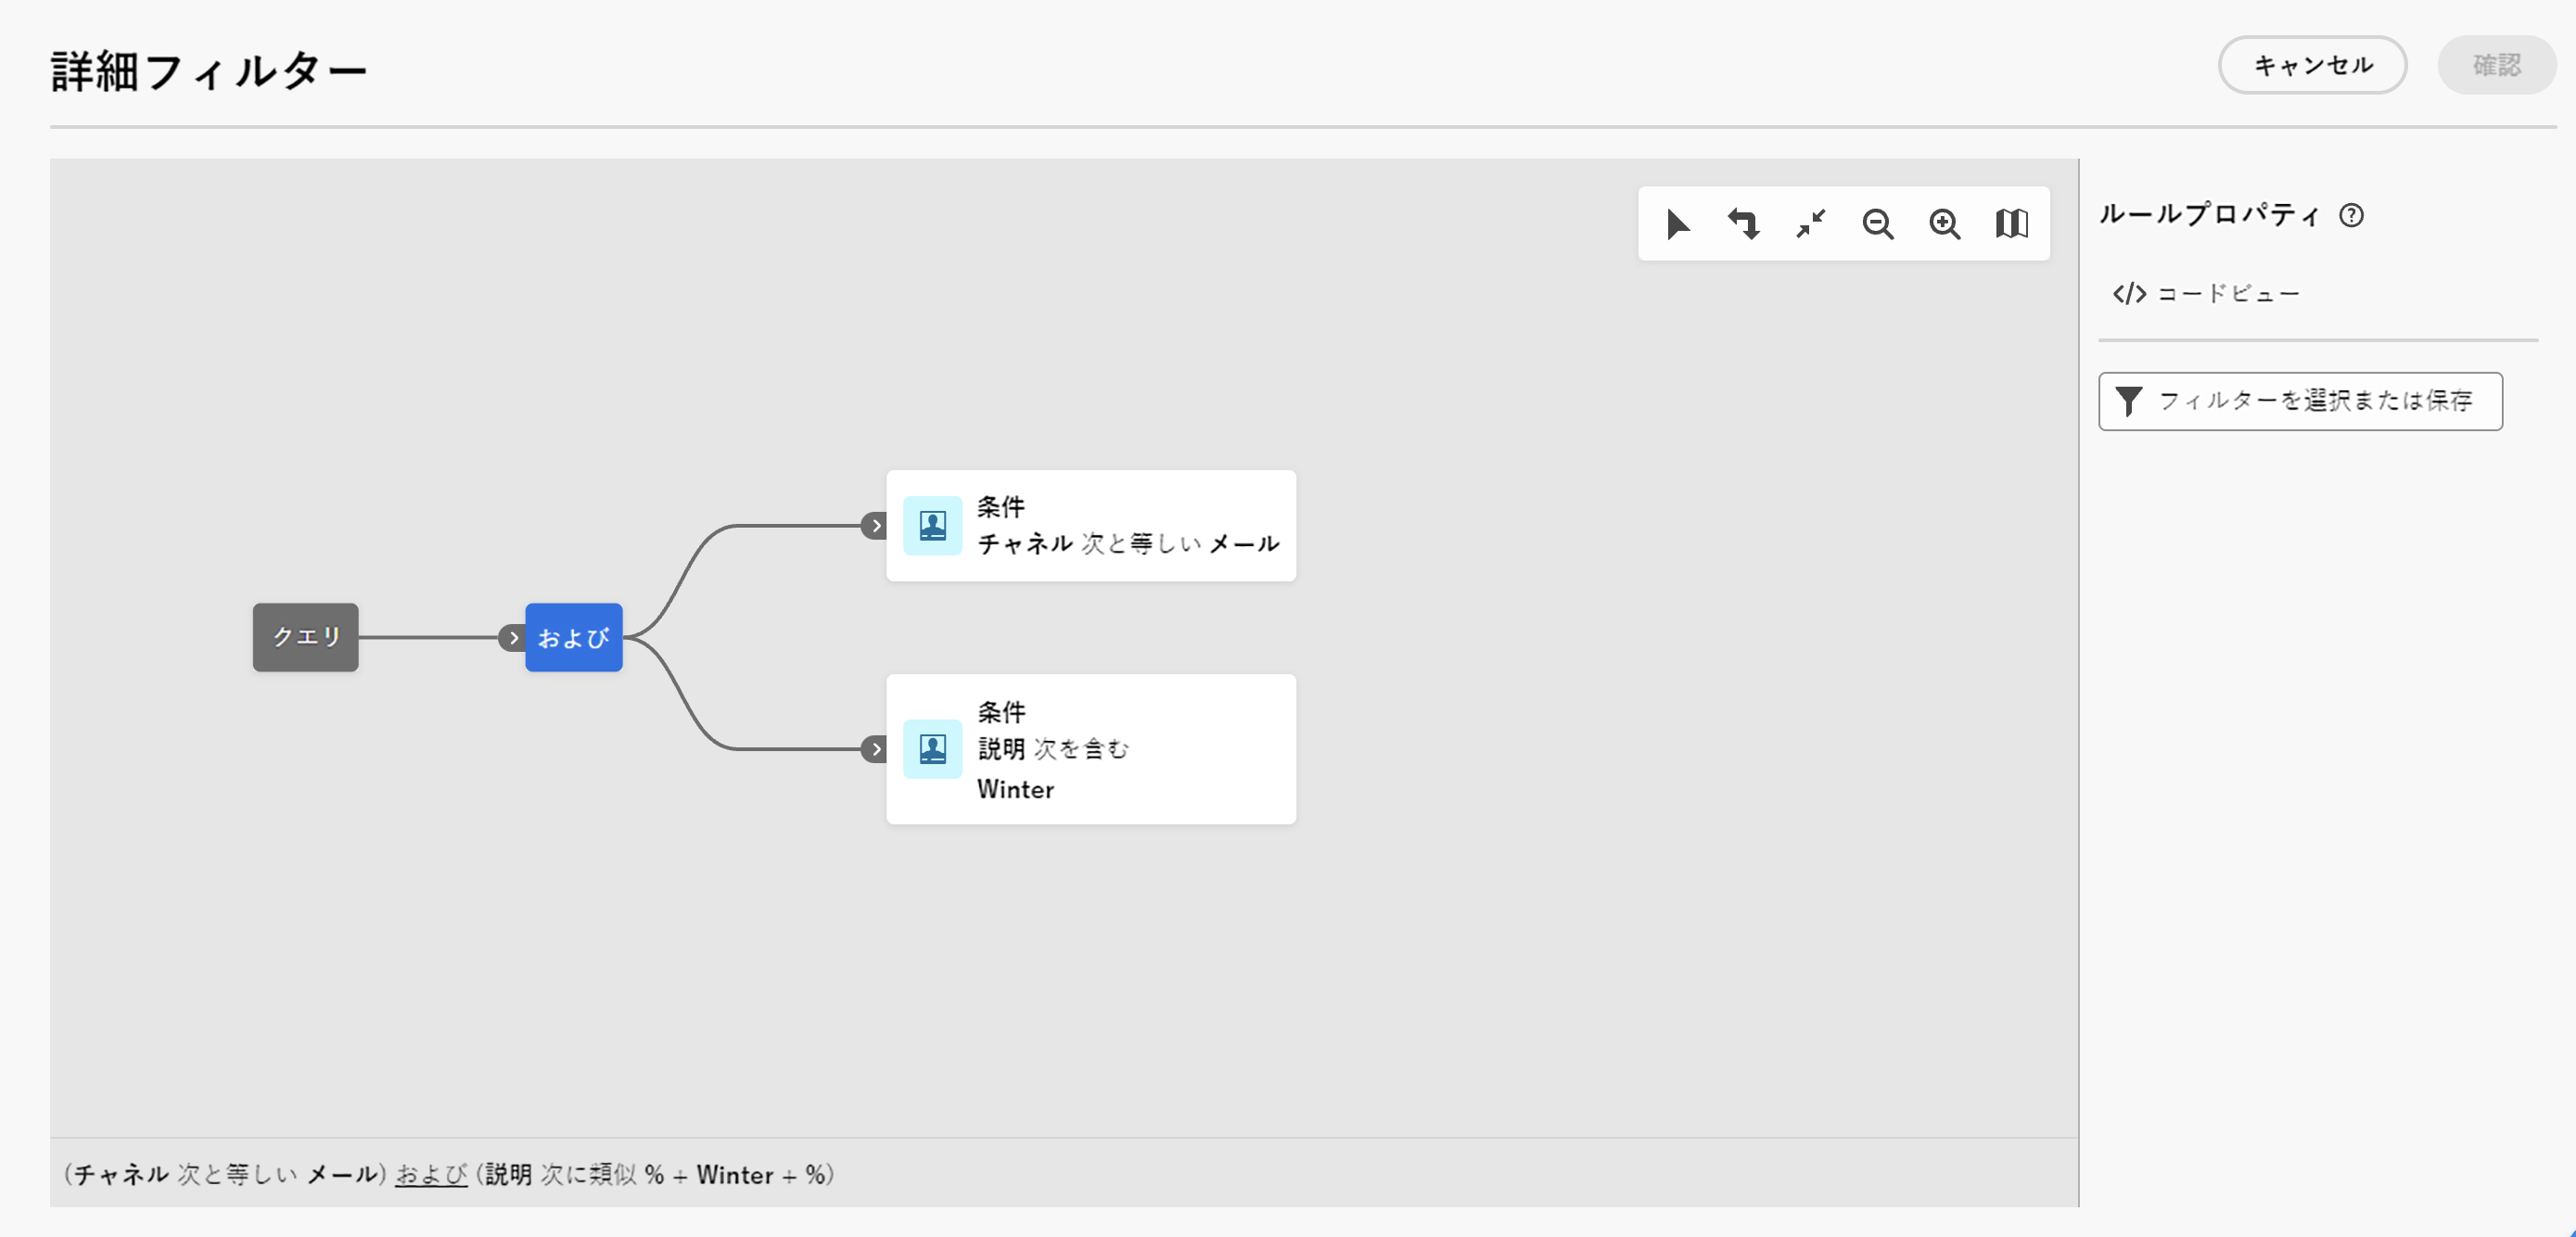 詳細フィルター
キャンセル
確認
ルールプロパティ
コードビュー
フィルターを選択または保存
条件
チャネル 次と等しい メール
クエリ
および
条件
説明 次を含む
Winter
(チャネル 次と等しい メール) および (説明 次に類似 % + Winter + %)